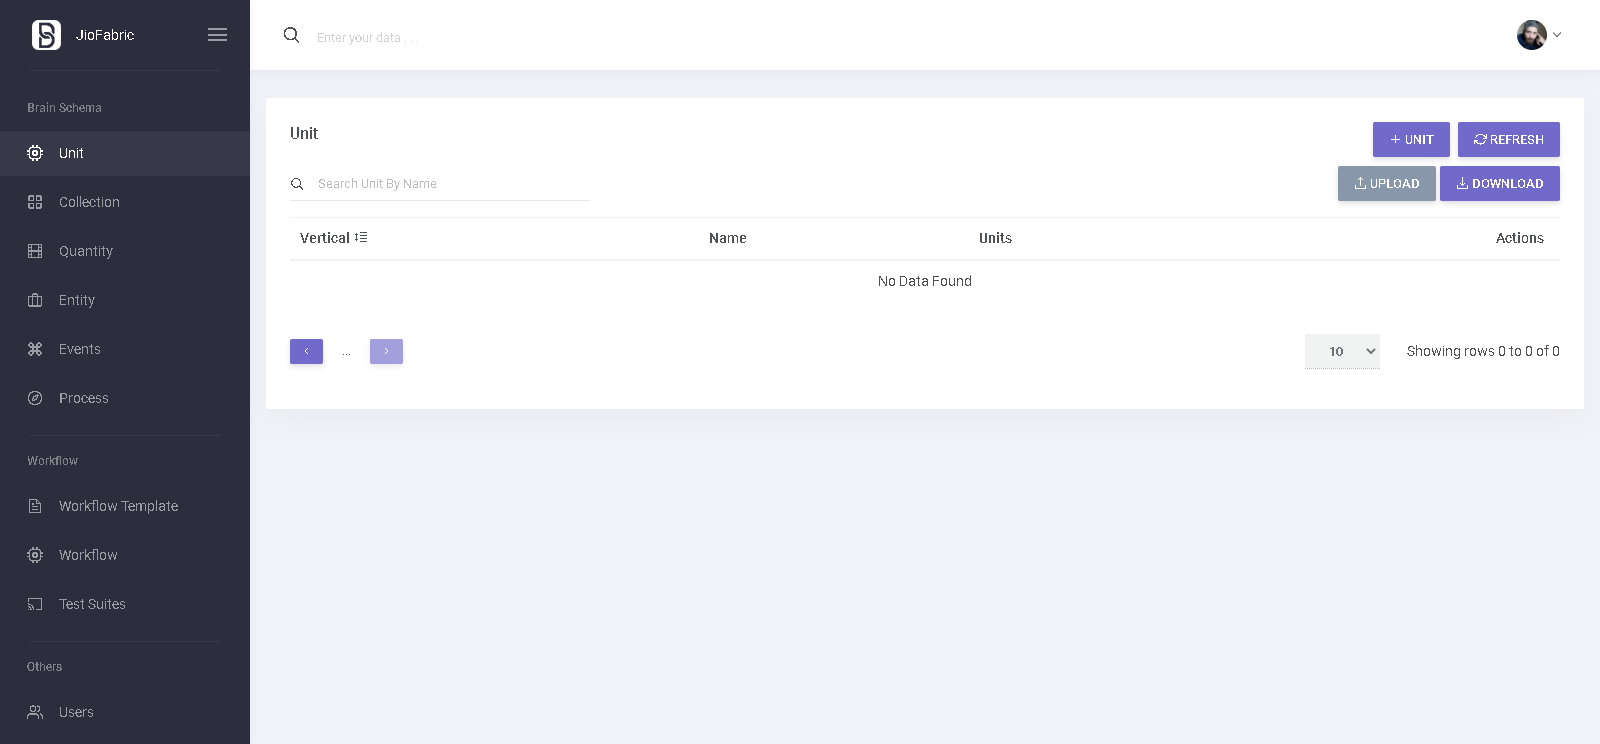 JioFabric
Enter your data . . .
Brain Schema
Unit
Collection
Quantity
Entity
Events
Process
Workflow
Workflow Template
Workflow
Test Suites
Others
Users
Unit
+ UNIT
REFRESH
Search Unit By Name
UPLOAD
DOWNLOAD
Vertical Name Units Actions
No Data Found
‹ ... ›
10
Showing rows 0 to 0 of 0